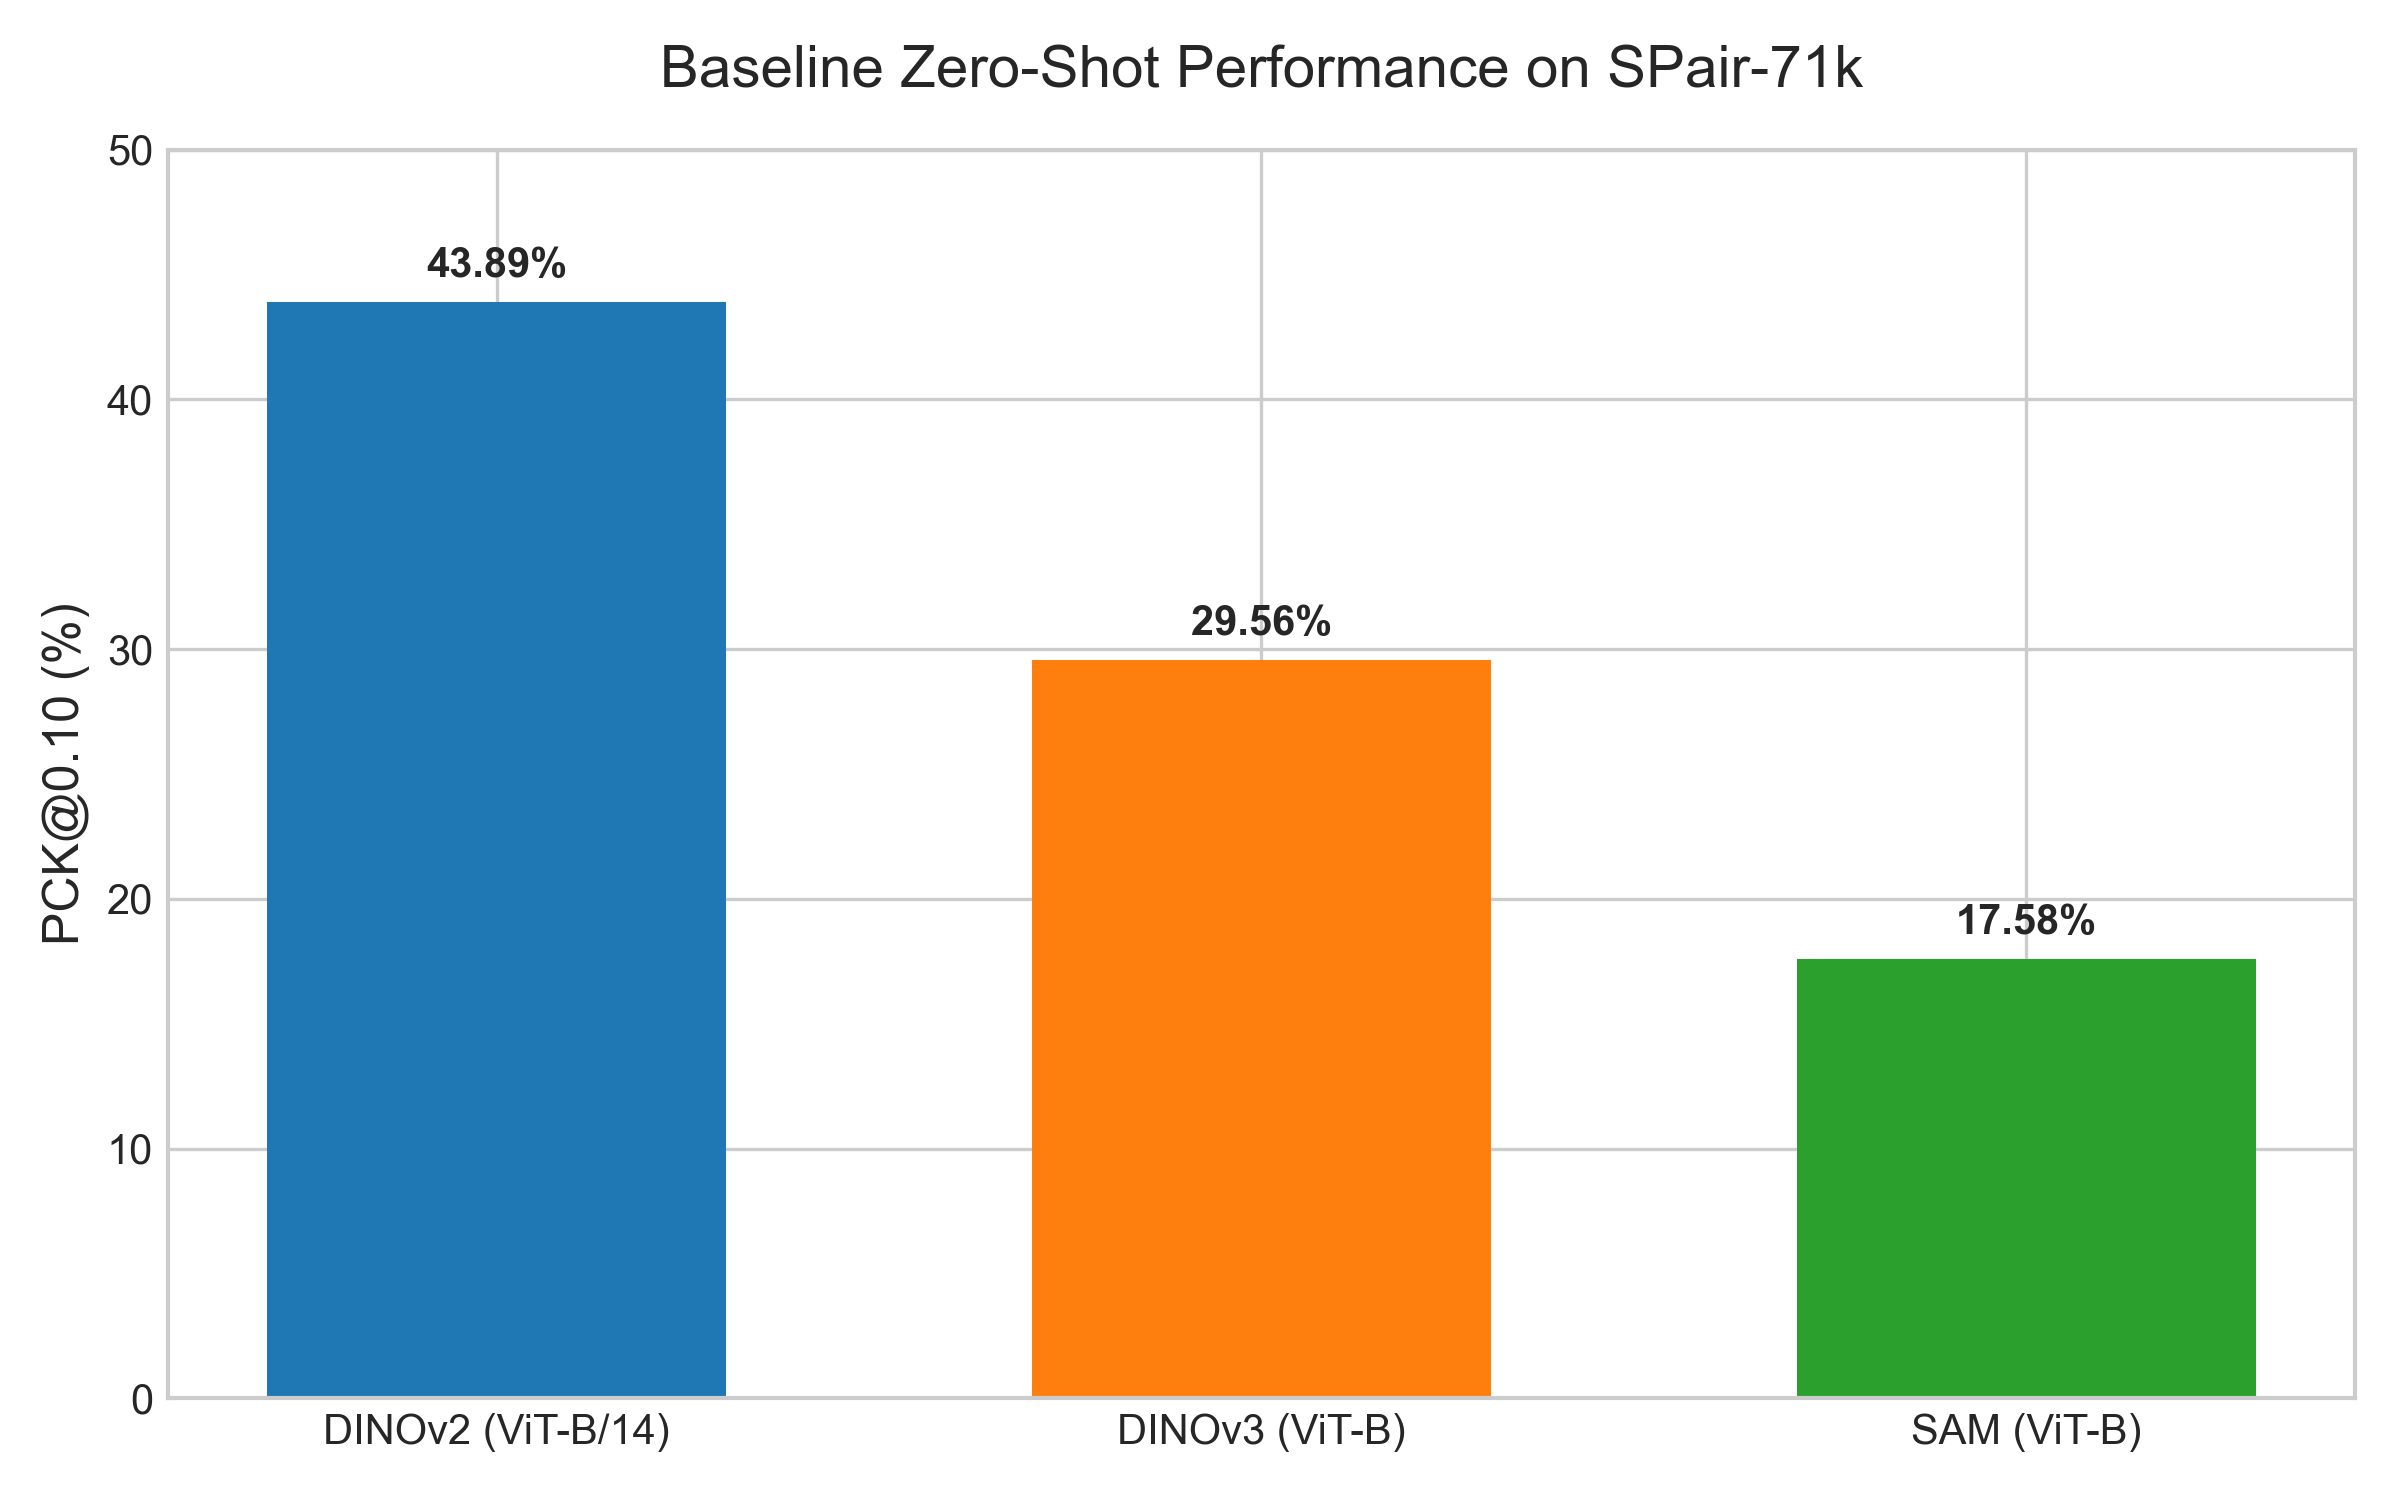 Baseline Zero-Shot Performance on SPair-71k
PCK@0.10 (%)
50
40
30
20
10
0
43.89%
29.56%
17.58%
DINOv2 (ViT-B/14)
DINOv3 (ViT-B)
SAM (ViT-B)